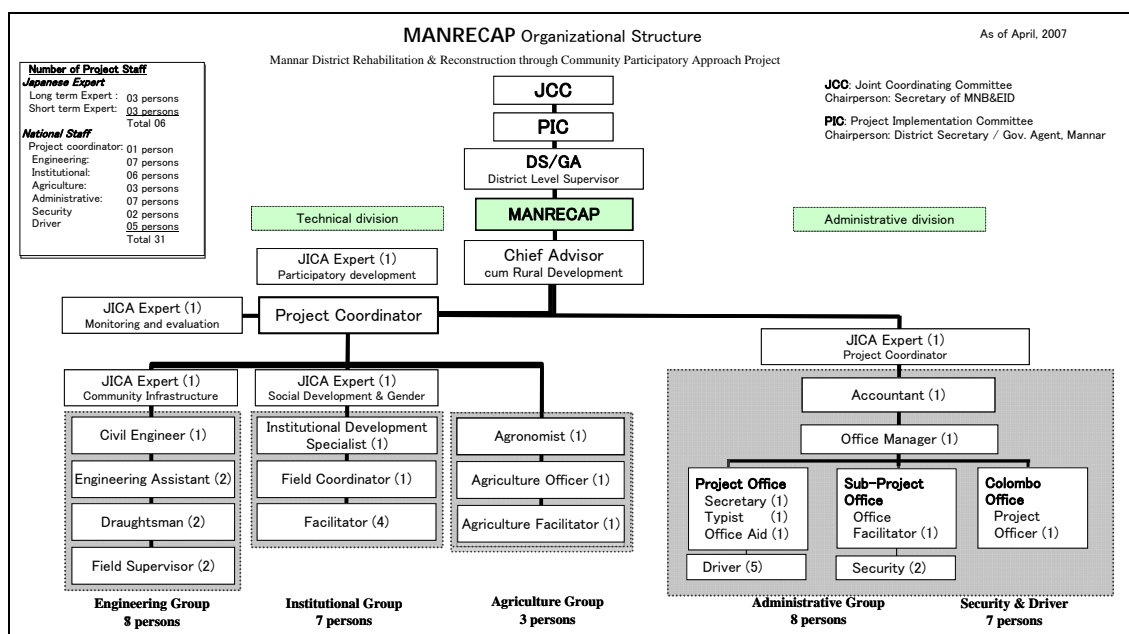 MANRECAP Organizational Structure
As of April, 2007
Mannar District Rehabilitation & Reconstruction through Community Participatory Approach Project
Number of Project Staff
Japanese Expert
Long term Expert : 03 persons
Short term Expert: 03 persons
Total 06
National Staff
Project coordinator: 01 person
Engineering: 07 persons
Institutional: 06 persons
Agriculture: 03 persons
Administrative: 07 persons
Security 02 persons
Driver 05 persons
Total 31
JCC
PIC
DS/GA
District Level Supervisor
MANRECAP
Chief Advisor
cum Rural Development
JCC: Joint Coordinating Committee
Chairperson: Secretary of MNB&EID
PIC: Project Implementation Committee
Chairperson: District Secretary / Gov. Agent, Mannar
Technical division
Administrative division
JICA Expert (1)
Participatory development
JICA Expert (1)
Monitoring and evaluation
Project Coordinator
JICA Expert (1)
Project Coordinator
JICA Expert (1)
Community Infrastructure
Civil Engineer (1)
Engineering Assistant (2)
Draughtsman (2)
Field Supervisor (2)
Engineering Group
8 persons
JICA Expert (1)
Social Development & Gender
Institutional Development
Specialist (1)
Field Coordinator (1)
Facilitator (4)
Institutional Group
7 persons
Agronomist (1)
Agriculture Officer (1)
Agriculture Facilitator (1)
Agriculture Group
3 persons
Accountant (1)
Office Manager (1)
Project Office
Secretary (1)
Typist (1)
Office Aid (1)
Driver (5)
Sub-Project
Office
Office
Facilitator (1)
Security (2)
Colombo
Office
Project
Officer (1)
Administrative Group
8 persons
Security & Driver
7 persons